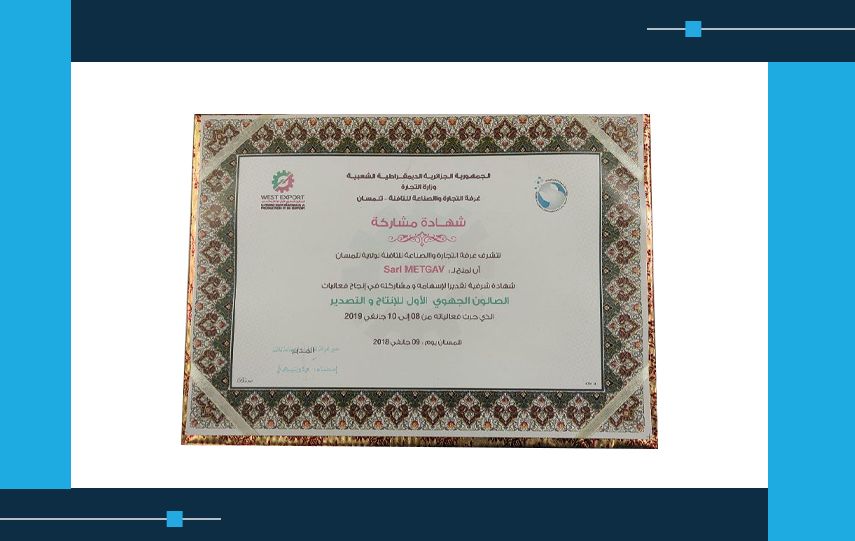 الجمهورية الجزائرية الديمقراطية الشعبية
وزارة التجارة
غرفة التجارة والصناعة للتافنة - تلمسان
WEST EXPORT
شهادة مشاركة
تتشرف غرفة التجارة والصناعة للتافنة لولاية تلمسان
أن تمنح لـ : Sarl METGAV
شهادة شرفية تقديرا لإسهامه و مشاركته في إنجاح فعاليات
الصالون الجهوي الأول للإنتاج و التصدير
الذي جرت فعالياته من 08 إلى 10 جانفي 2019
تلمسان يوم : 09 جانفي 2018
المدير